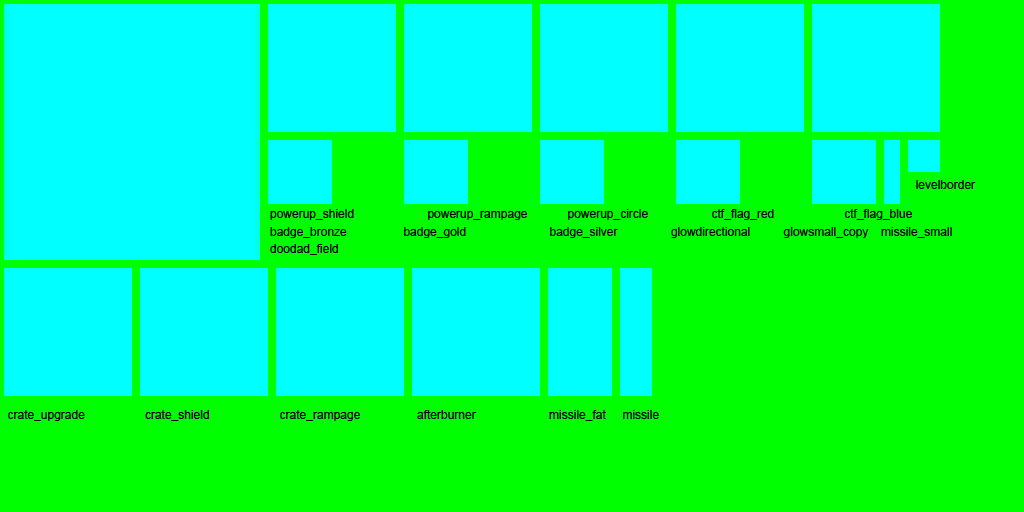 levelborder
powerup_shield powerup_rampage powerup_circle ctf_flag_red ctf_flag_blue
badge_bronze badge_gold badge_silver glowdirectional glowsmall_copy missile_small
doodad_field
crate_upgrade crate_shield crate_rampage afterburner missile_fat missile